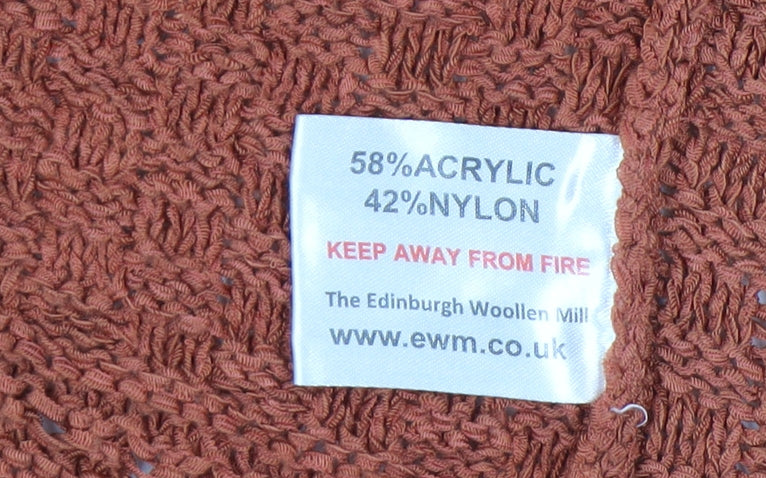 58%ACRYLIC
42%NYLON
KEEP AWAY FROM FIRE
The Edinburgh Woollen Mill
www.ewm.co.uk